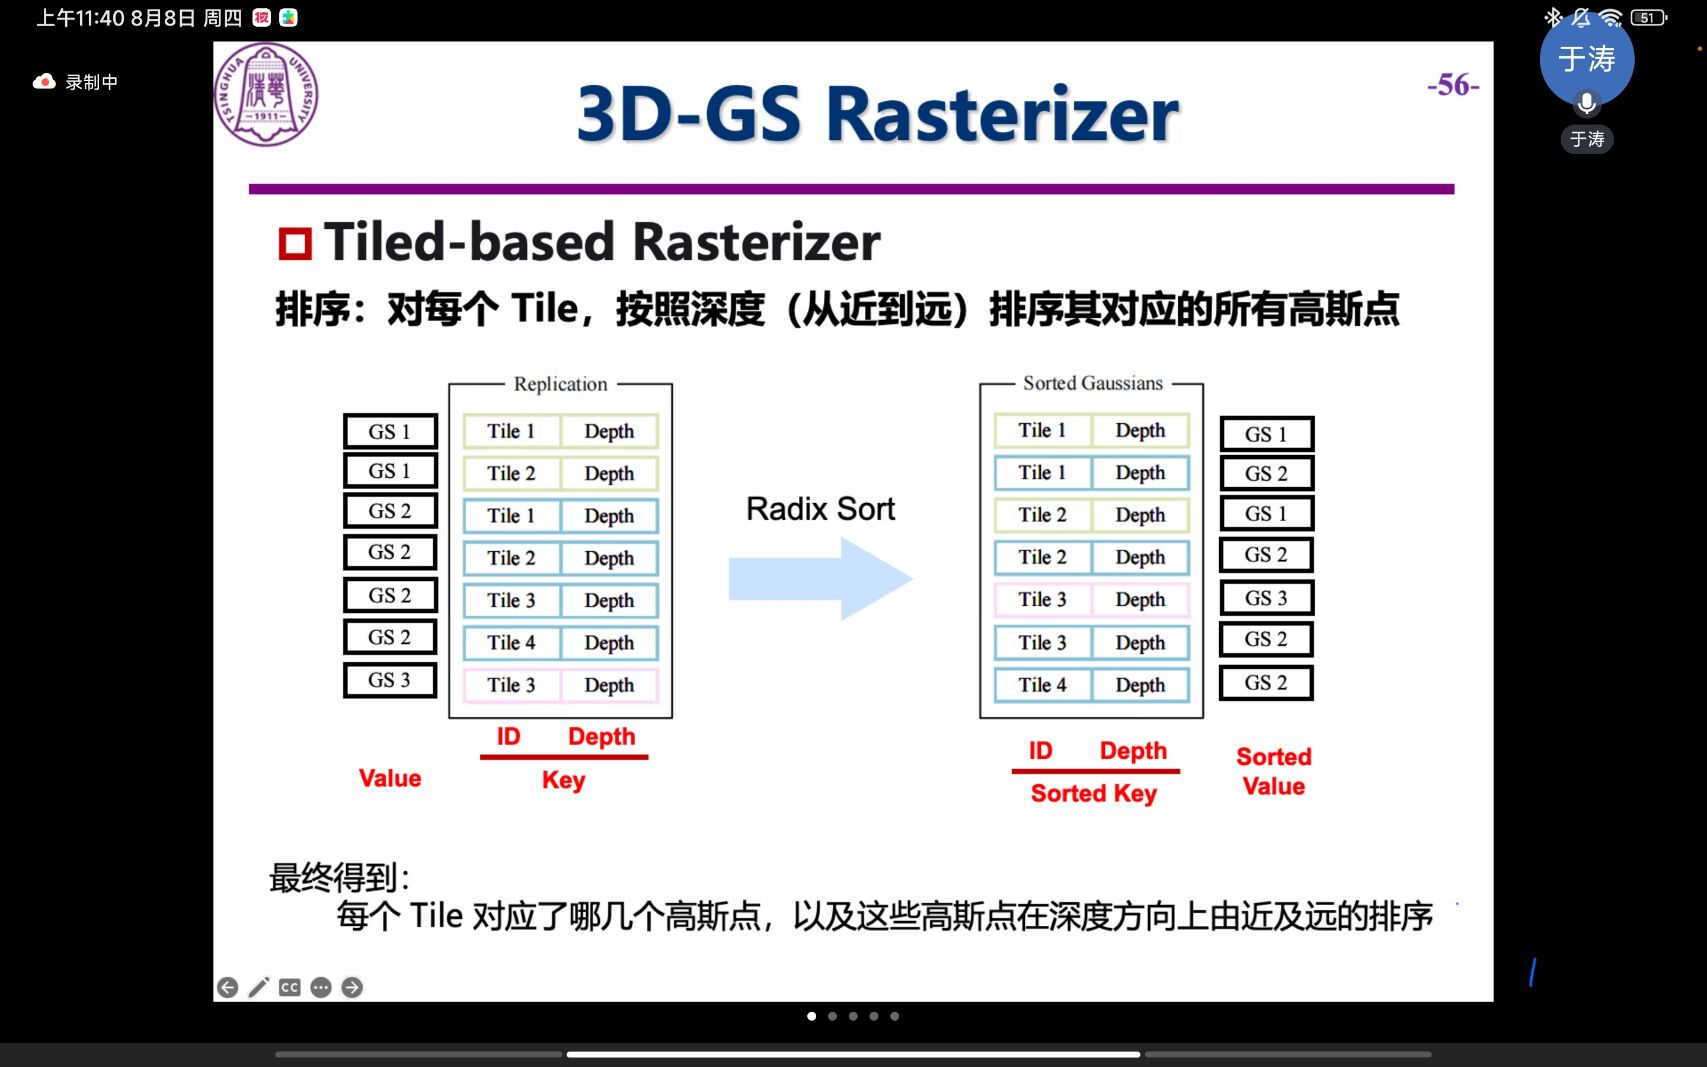 上午11:40 8月8日 周四
51
录制中
TSINGHUA UNIVERSITY
-1911-
3D-GS Rasterizer
-56-
于涛
于涛
Tiled-based Rasterizer
排序：对每个 Tile，按照深度（从近到远）排序其对应的所有高斯点
Replication
GS 1 Tile 1 Depth
GS 1 Tile 2 Depth
GS 2 Tile 1 Depth
GS 2 Tile 2 Depth
GS 2 Tile 3 Depth
GS 2 Tile 4 Depth
GS 3 Tile 3 Depth
ID Depth
Value
Key
Radix Sort
Sorted Gaussians
Tile 1 Depth GS 1
Tile 1 Depth GS 2
Tile 2 Depth GS 1
Tile 2 Depth GS 2
Tile 3 Depth GS 3
Tile 3 Depth GS 2
Tile 4 Depth GS 2
ID Depth
Sorted Key
Sorted
Value
最终得到：
每个 Tile 对应了哪几个高斯点，以及这些高斯点在深度方向上由近及远的排序
CC